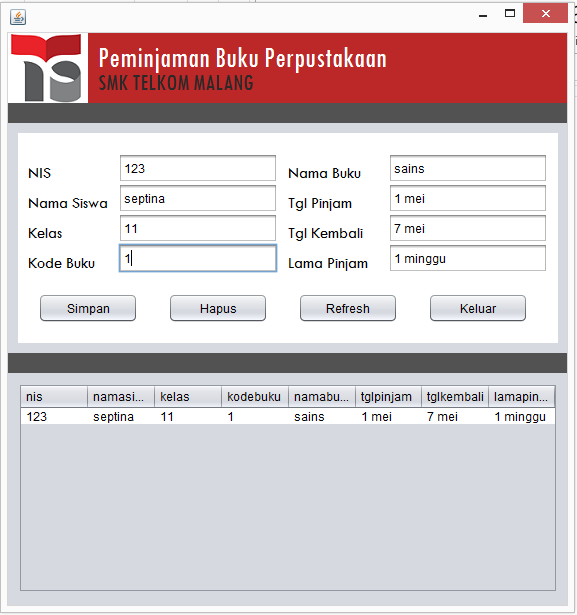 Peminjaman Buku Perpustakaan
SMK TELKOM MALANG
NIS 123 Nama Buku sains
Nama Siswa septina Tgl Pinjam 1 mei
Kelas 11 Tgl Kembali 7 mei
Kode Buku 1 Lama Pinjam 1 minggu
Simpan Hapus Refresh Keluar
nis namasi... kelas kodebuku namabu... tglpinjam tglkembali lamapin...
123 septina 11 1 sains 1 mei 7 mei 1 minggu